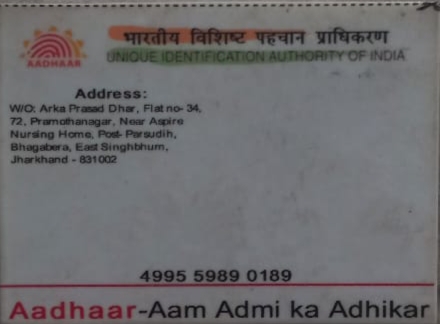 भारतीय विशिष्ट पहचान प्राधिकरण
AADHAAR
UNIQUE IDENTIFICATION AUTHORITY OF INDIA
Address:
W/O: Arka Prasad Dhar, Flat no- 34,
72, Pramothanagar, Near Aspire
Nursing Home, Post- Parsudih,
Bhagabera, East Singhbhum,
Jharkhand - 831002
4995 5989 0189
Aadhaar-Aam Admi ka Adhikar